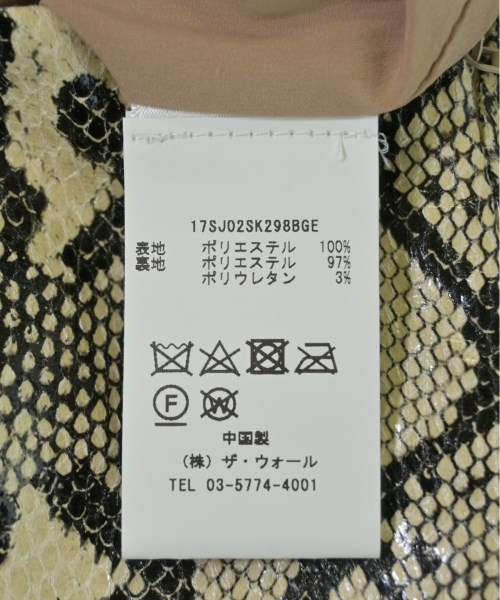 17SJ02SK298BGE
表地 ポリエステル 100%
裏地 ポリエステル 97%
ポリウレタン 3%
F W
中国製
(株) ザ・ウォール
TEL 03-5774-4001